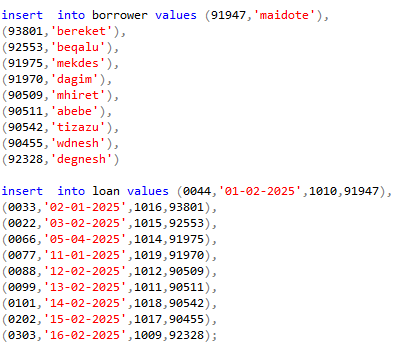 insert  into borrower values (91947,'maidote'),
(93801,'bereket'),
(92553,'beqalu'),
(91975,'mekdes'),
(91970,'dagim'),
(90509,'mhiret'),
(90511,'abebe'),
(90542,'tizazu'),
(90455,'wdnesh'),
(92328,'degnesh')
insert  into loan values (0044,'01-02-2025',1010,91947),
(0033,'02-01-2025',1016,93801),
(0022,'03-02-2025',1015,92553),
(0066,'05-04-2025',1014,91975),
(0077,'11-01-2025',1019,91970),
(0088,'12-02-2025',1012,90509),
(0099,'13-02-2025',1011,90511),
(0101,'14-02-2025',1018,90542),
(0202,'15-02-2025',1017,90455),
(0303,'16-02-2025',1009,92328);